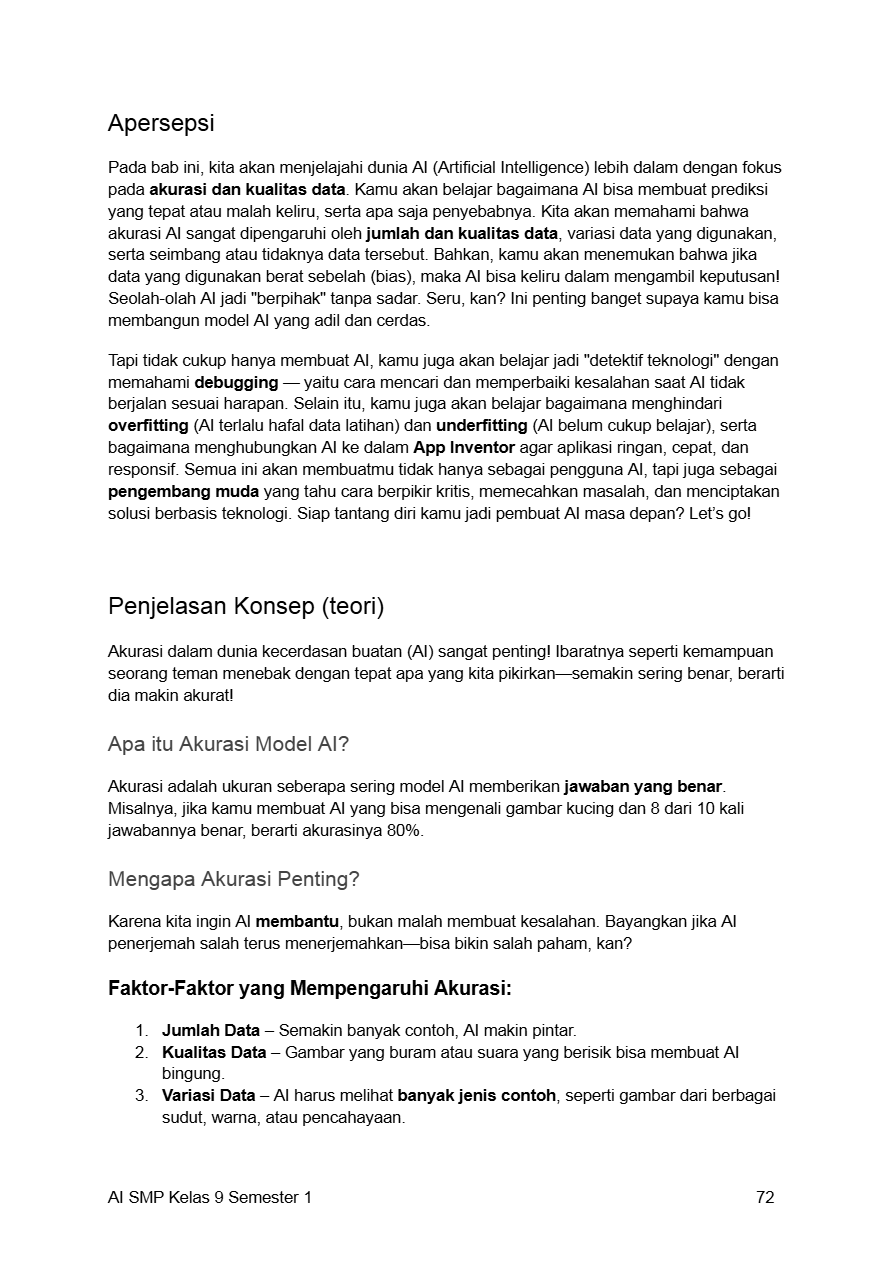 Apersepsi
Pada bab ini, kita akan menjelajahi dunia AI (Artificial Intelligence) lebih dalam dengan fokus
pada akurasi dan kualitas data. Kamu akan belajar bagaimana AI bisa membuat prediksi
yang tepat atau malah keliru, serta apa saja penyebabnya. Kita akan memahami bahwa
akurasi AI sangat dipengaruhi oleh jumlah dan kualitas data, variasi data yang digunakan,
serta seimbang atau tidaknya data tersebut. Bahkan, kamu akan menemukan bahwa jika
data yang digunakan berat sebelah (bias), maka AI bisa keliru dalam mengambil keputusan!
Seolah-olah AI jadi "berpihak" tanpa sadar. Seru, kan? Ini penting banget supaya kamu bisa
membangun model AI yang adil dan cerdas.
Tapi tidak cukup hanya membuat AI, kamu juga akan belajar jadi "detektif teknologi" dengan
memahami debugging — yaitu cara mencari dan memperbaiki kesalahan saat AI tidak
berjalan sesuai harapan. Selain itu, kamu juga akan belajar bagaimana menghindari
overfitting (AI terlalu hafal data latihan) dan underfitting (AI belum cukup belajar), serta
bagaimana menghubungkan AI ke dalam App Inventor agar aplikasi ringan, cepat, dan
responsif. Semua ini akan membuatmu tidak hanya sebagai pengguna AI, tapi juga sebagai
pengembang muda yang tahu cara berpikir kritis, memecahkan masalah, dan menciptakan
solusi berbasis teknologi. Siap tantang diri kamu jadi pembuat AI masa depan? Let’s go!
Penjelasan Konsep (teori)
Akurasi dalam dunia kecerdasan buatan (AI) sangat penting! Ibaratnya seperti kemampuan
seorang teman menebak dengan tepat apa yang kita pikirkan—semakin sering benar, berarti
dia makin akurat!
Apa itu Akurasi Model AI?
Akurasi adalah ukuran seberapa sering model AI memberikan jawaban yang benar.
Misalnya, jika kamu membuat AI yang bisa mengenali gambar kucing dan 8 dari 10 kali
jawabannya benar, berarti akurasinya 80%.
Mengapa Akurasi Penting?
Karena kita ingin AI membantu, bukan malah membuat kesalahan. Bayangkan jika AI
penerjemah salah terus menerjemahkan—bisa bikin salah paham, kan?
Faktor-Faktor yang Mempengaruhi Akurasi:
1. Jumlah Data – Semakin banyak contoh, AI makin pintar.
2. Kualitas Data – Gambar yang buram atau suara yang berisik bisa membuat AI
bingung.
3. Variasi Data – AI harus melihat banyak jenis contoh, seperti gambar dari berbagai
sudut, warna, atau pencahayaan.
AI SMP Kelas 9 Semester 1 72